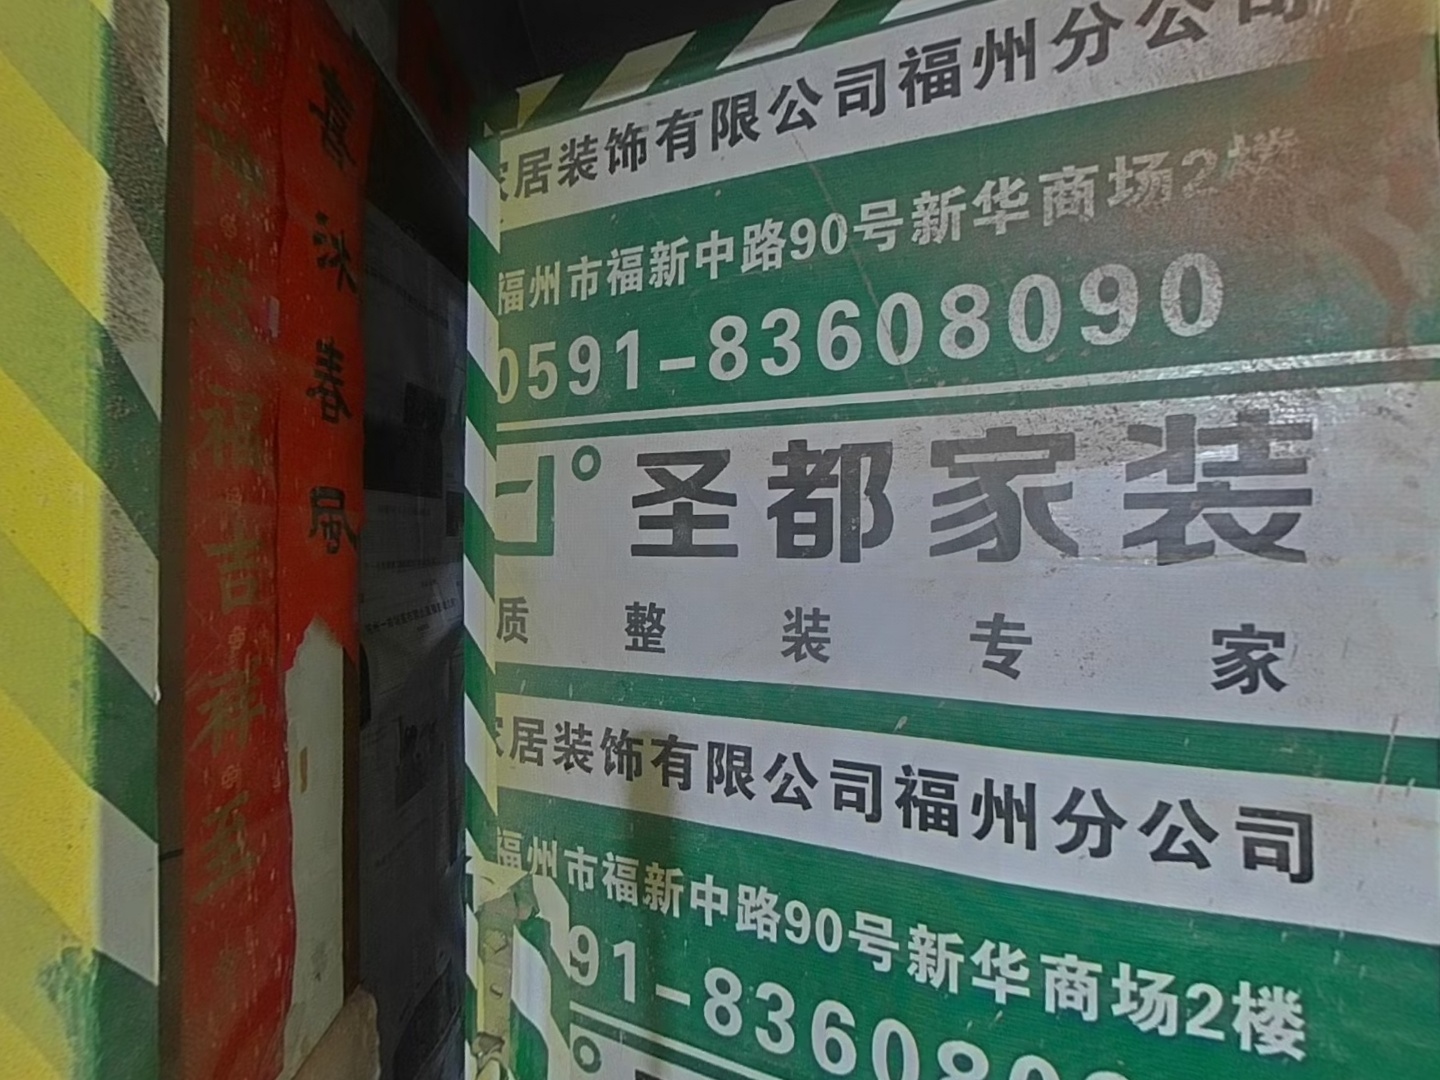 喜沐春风
福吉祥至
居装饰有限公司福州分公司
福州市福新中路90号新华商场2楼
0591-83608090
圣都家装
质整装专家
居装饰有限公司福州分公司
福州市福新中路90号新华商场2楼
91-836080